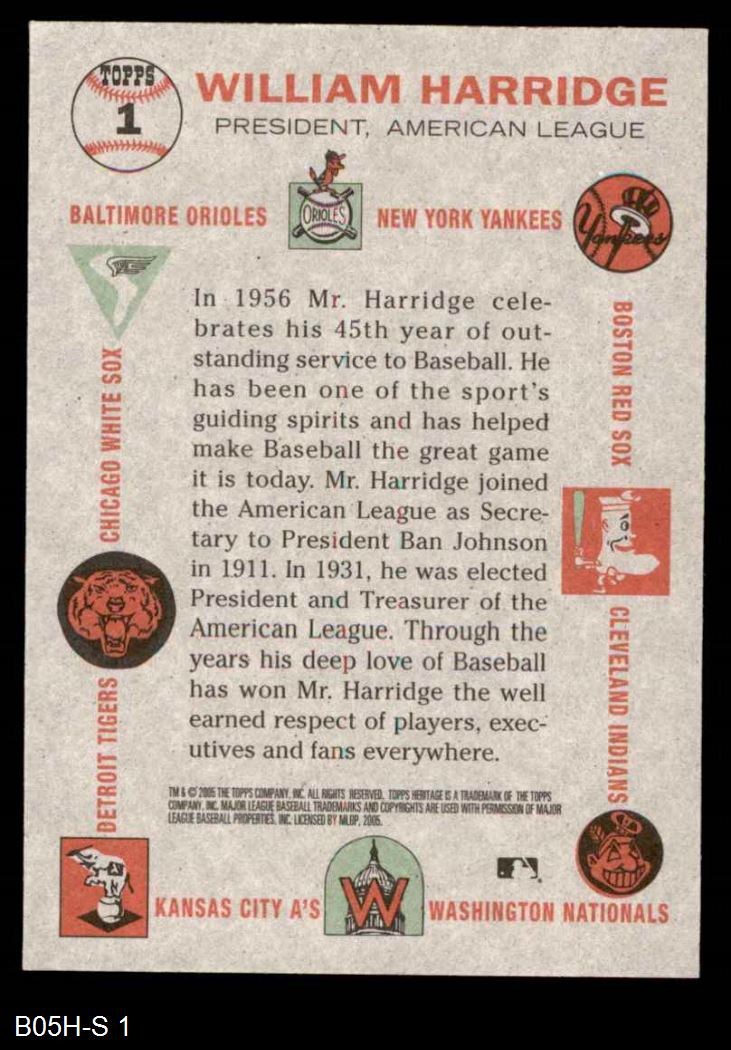 TOPPS
1
WILLIAM HARRIDGE
PRESIDENT, AMERICAN LEAGUE
BALTIMORE ORIOLES
ORIOLES
NEW YORK YANKEES
Yankees
In 1956 Mr. Harridge cele-
brates his 45th year of out-
standing service to Baseball. He
has been one of the sport's
guiding spirits and has helped
make Baseball the great game
it is today. Mr. Harridge joined
the American League as Secre-
tary to President Ban Johnson
in 1911. In 1931, he was elected
President and Treasurer of the
American League. Through the
years his deep love of Baseball
has won Mr. Harridge the well
earned respect of players, exec-
utives and fans everywhere.
CHICAGO WHITE SOX
BOSTON RED SOX
DETROIT TIGERS
CLEVELAND INDIANS
TM & © 2005 THE TOPPS COMPANY, INC. ALL RIGHTS RESERVED. TOPPS HERITAGE IS A TRADEMARK OF THE TOPPS
COMPANY, INC. MAJOR LEAGUE BASEBALL TRADEMARKS AND COPYRIGHTS ARE USED WITH PERMISSION OF MAJOR
LEAGUE BASEBALL PROPERTIES, INC. LICENSED BY MLBP, 2005.
KANSAS CITY A'S
W
WASHINGTON NATIONALS
B05H-S 1